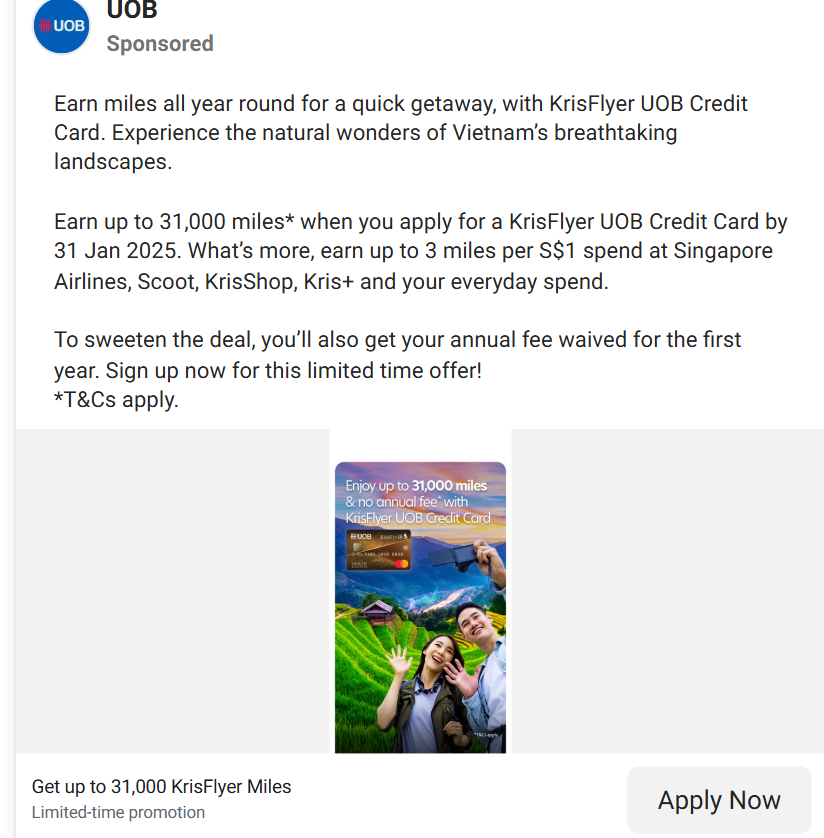 UOB
UOB
Sponsored
Earn miles all year round for a quick getaway, with KrisFlyer UOB Credit
Card. Experience the natural wonders of Vietnam’s breathtaking
landscapes.
Earn up to 31,000 miles* when you apply for a KrisFlyer UOB Credit Card by
31 Jan 2025. What’s more, earn up to 3 miles per S$1 spend at Singapore
Airlines, Scoot, KrisShop, Kris+ and your everyday spend.
To sweeten the deal, you’ll also get your annual fee waived for the first
year. Sign up now for this limited time offer!
*T&Cs apply.
Enjoy up to 31,000 miles
& no annual fee* with
KrisFlyer UOB Credit Card
UOB
*T&Cs apply.
Get up to 31,000 KrisFlyer Miles
Limited-time promotion
Apply Now